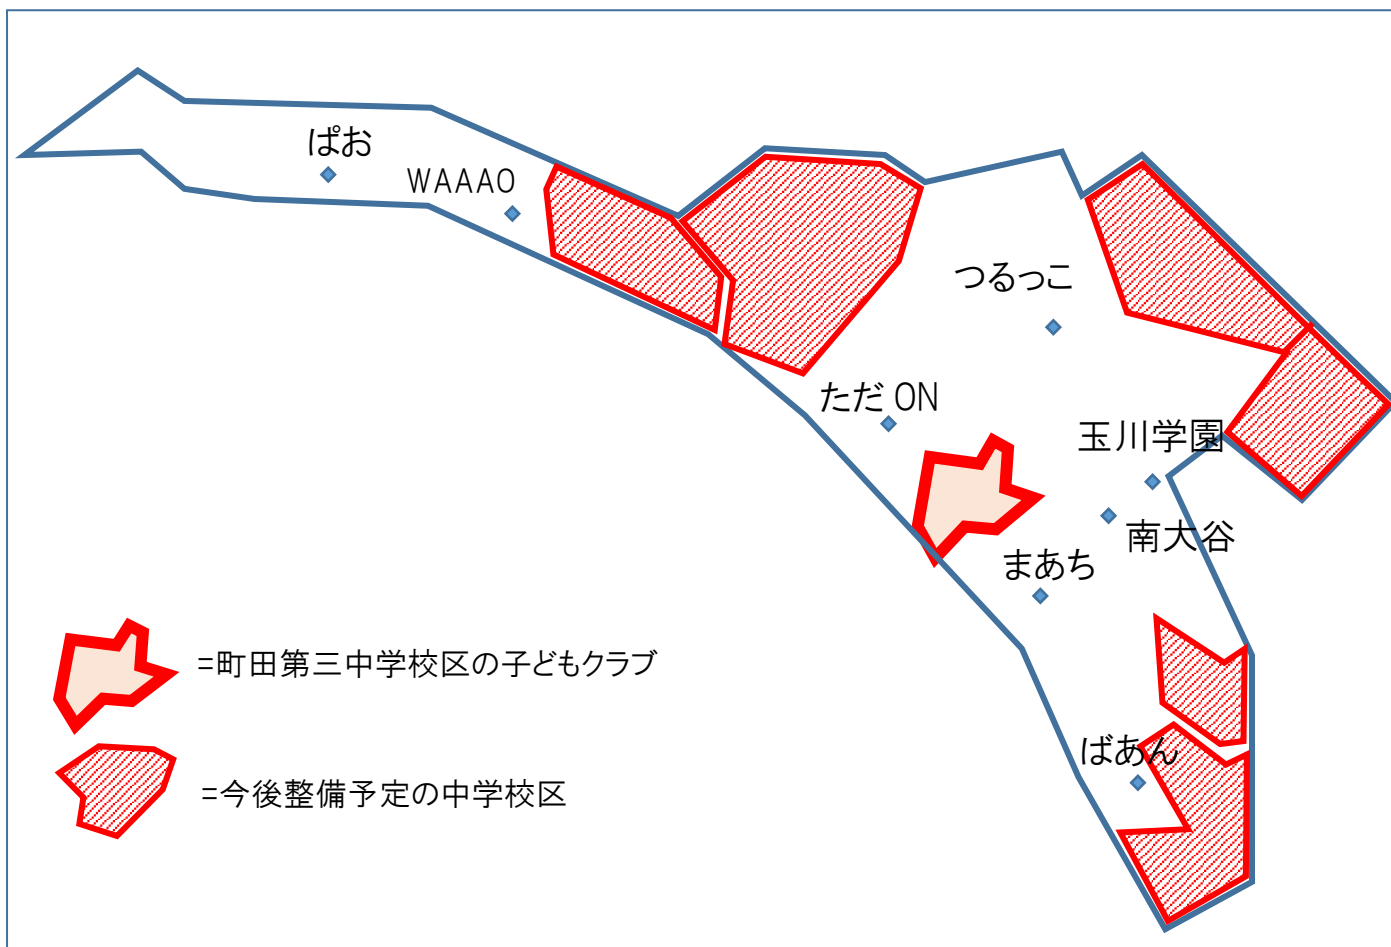 ぱお
WAAAO
つるっこ
ただON
玉川学園
南大谷
まあち
=町田第三中学校区の子どもクラブ
ばあん
=今後整備予定の中学校区